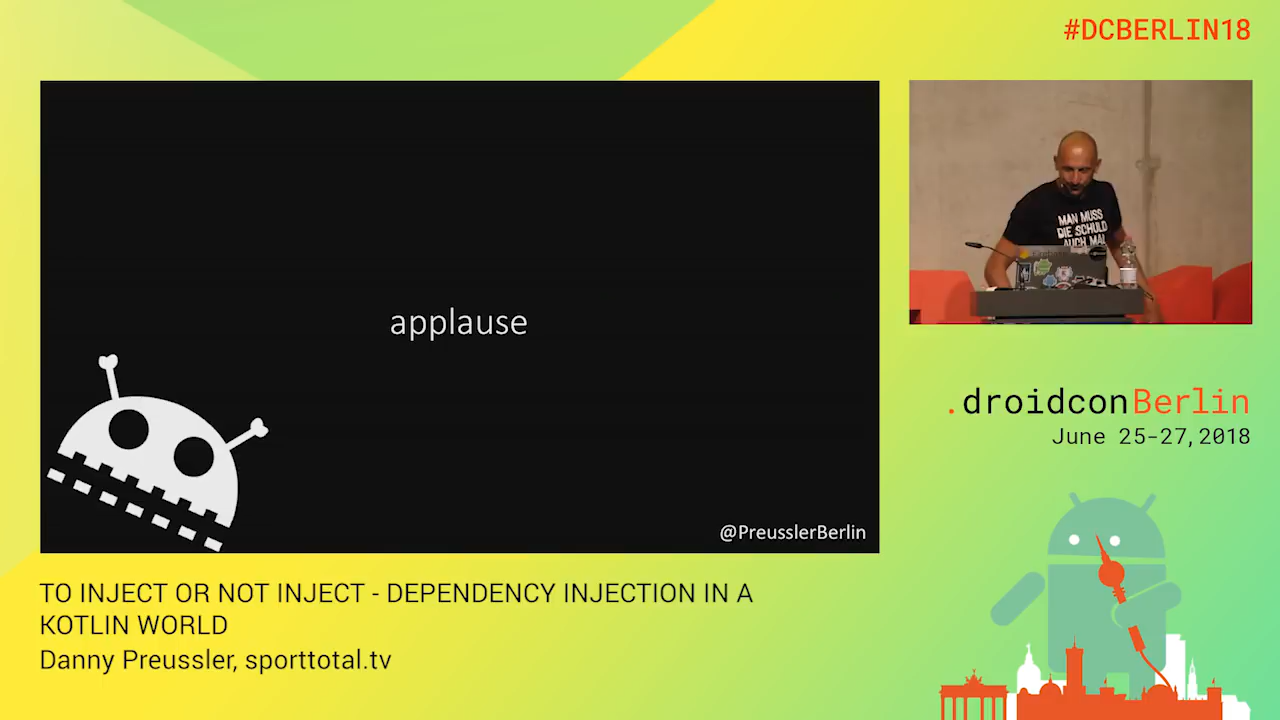 #DCBERLIN18
applause
@PreusslerBerlin
MAN MUSS
DIE SCHULD
AUCH MAL
.droidconBerlin
June 25-27,2018
TO INJECT OR NOT INJECT - DEPENDENCY INJECTION IN A
KOTLIN WORLD
Danny Preussler, sporttotal.tv